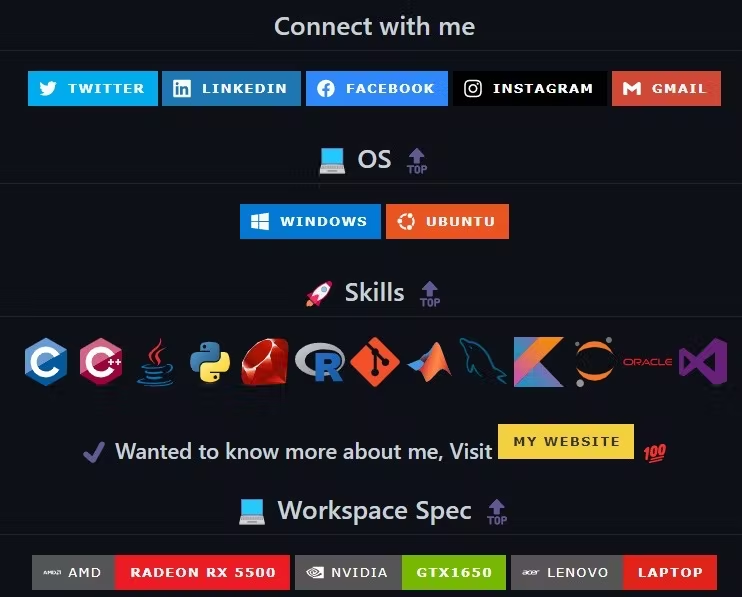 Connect with me
TWITTER LINKEDIN FACEBOOK INSTAGRAM GMAIL
OS TOP
WINDOWS UBUNTU
Skills TOP
C C++ R ORACLE
Wanted to know more about me, Visit MY WEBSITE 100
Workspace Spec TOP
AMD AMD RADEON RX 5500 NVIDIA GTX1650 acer LENOVO LAPTOP